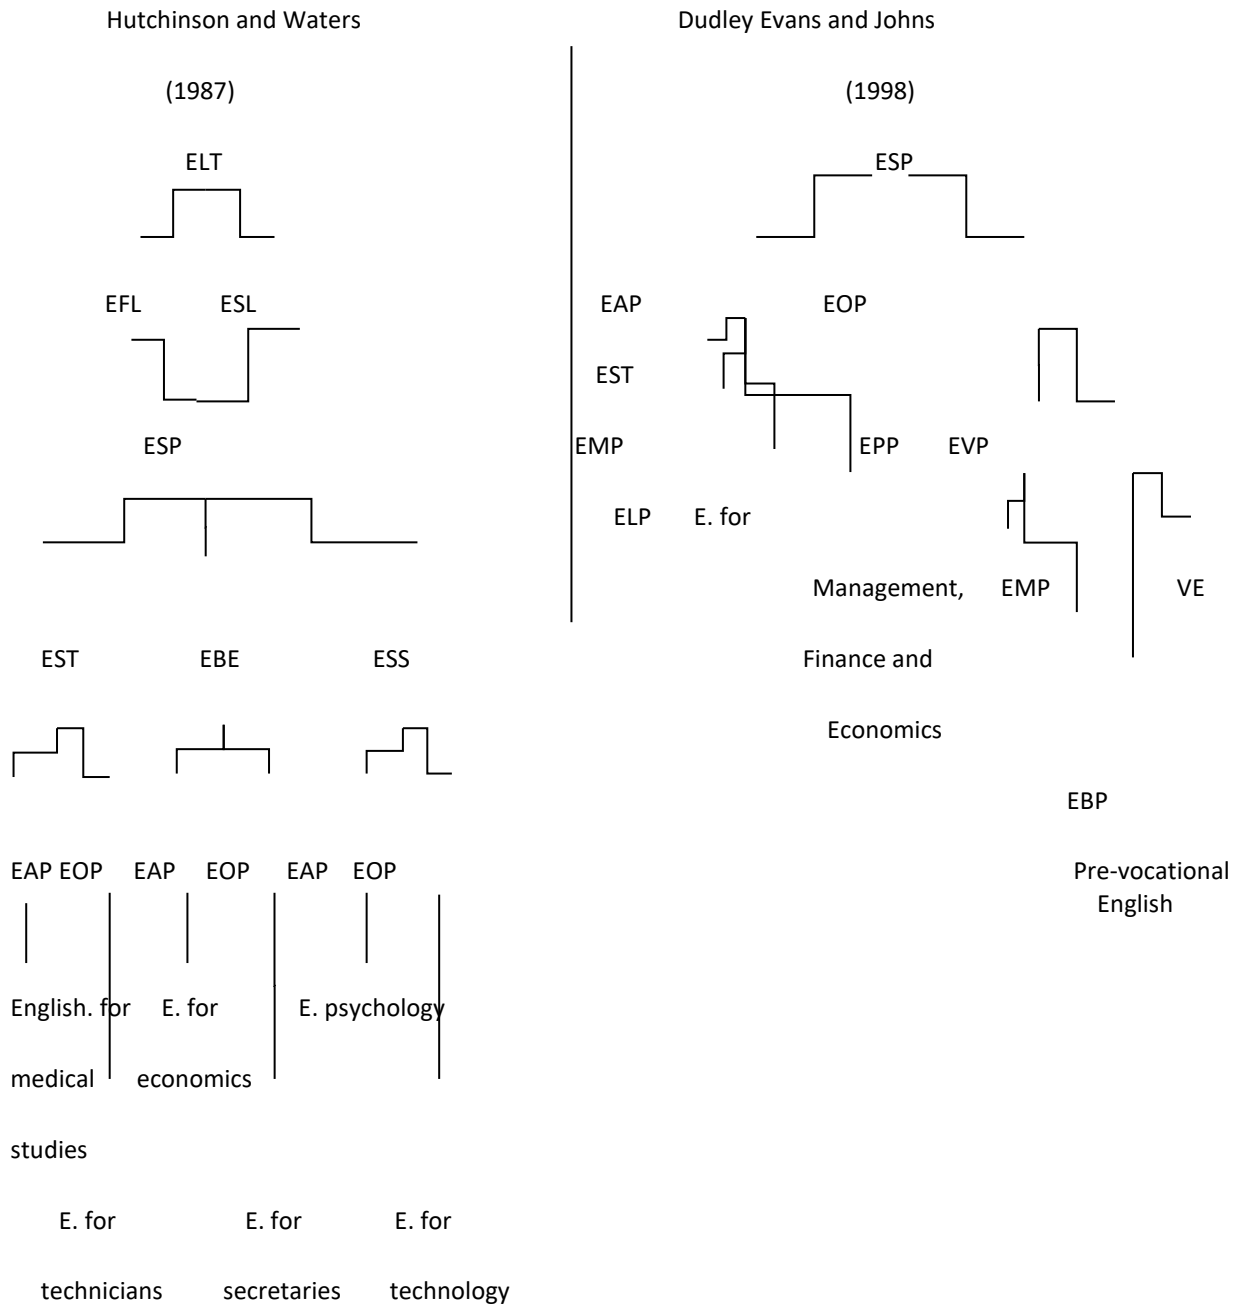 Hutchinson and Waters Dudley Evans and Johns
(1987) (1998)
ELT ESP
EFL ESL EAP EOP
EST
ESP EMP EPP EVP
ELP E. for
Management, EMP VE
EST EBE ESS Finance and
Economics
EBP
EAP EOP EAP EOP EAP EOP Pre-vocational
English
English. for E. for E. psychology
medical economics
studies
E. for E. for E. for
technicians secretaries technology